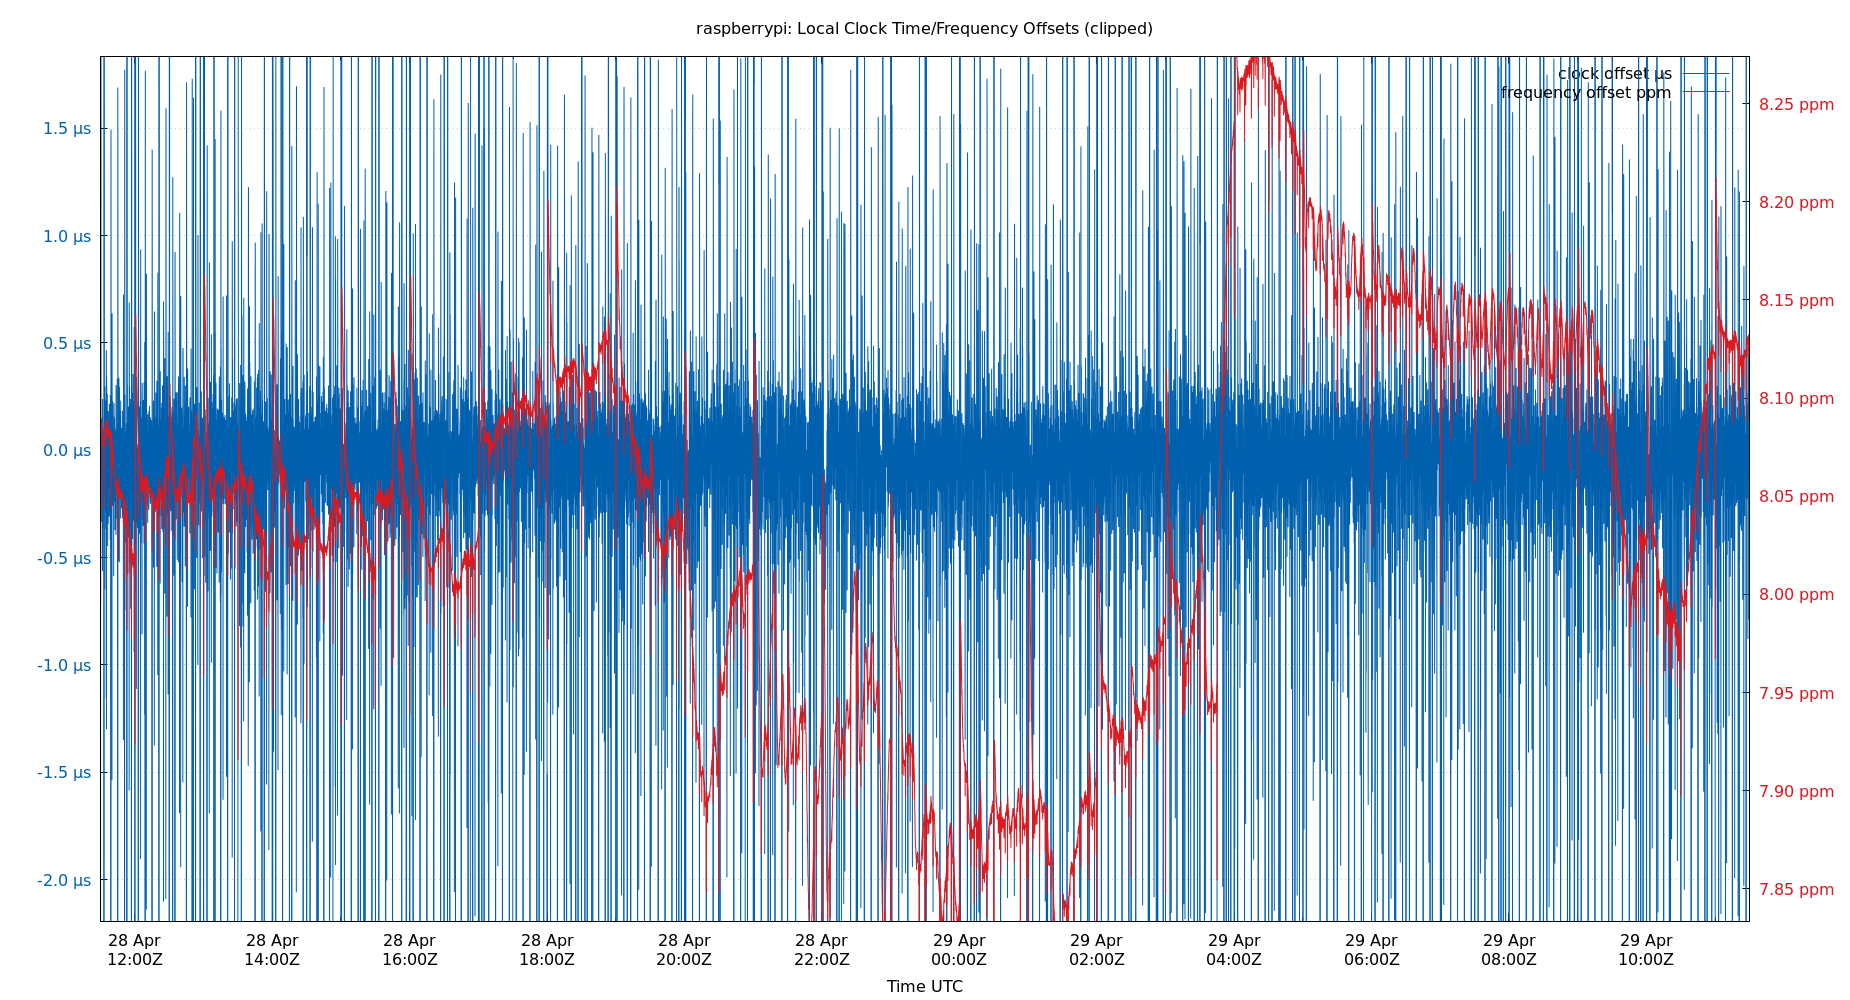 raspberrypi: Local Clock Time/Frequency Offsets (clipped)
clock offset µs
frequency offset ppm
1.5 µs
1.0 µs
0.5 µs
0.0 µs
-0.5 µs
-1.0 µs
-1.5 µs
-2.0 µs
8.25 ppm
8.20 ppm
8.15 ppm
8.10 ppm
8.05 ppm
8.00 ppm
7.95 ppm
7.90 ppm
7.85 ppm
28 Apr 28 Apr 28 Apr 28 Apr 28 Apr 28 Apr 29 Apr 29 Apr 29 Apr 29 Apr 29 Apr 29 Apr
12:00Z 14:00Z 16:00Z 18:00Z 20:00Z 22:00Z 00:00Z 02:00Z 04:00Z 06:00Z 08:00Z 10:00Z
Time UTC